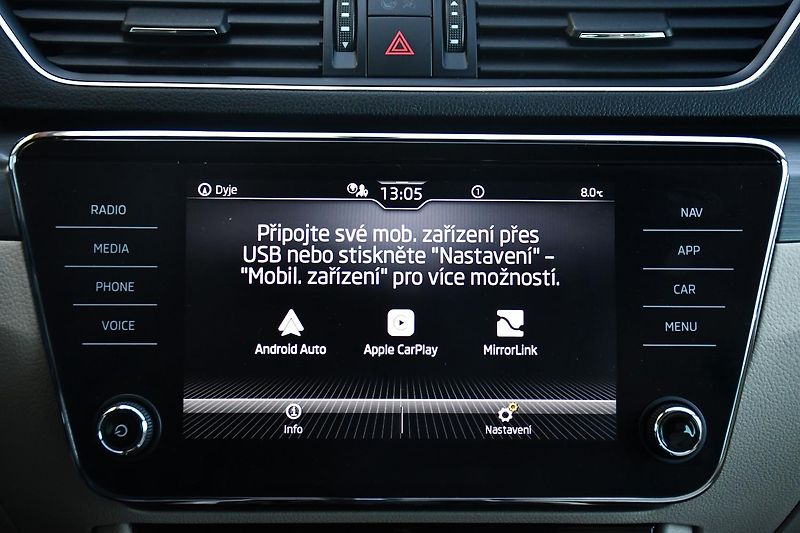 Dyje 13:05 1 8.0°C
RADIO
MEDIA
PHONE
VOICE
Připojte své mob. zařízení přes
USB nebo stiskněte "Nastavení" –
"Mobil. zařízení" pro více možností.
Android Auto Apple CarPlay MirrorLink
Info Nastavení
NAV
APP
CAR
MENU